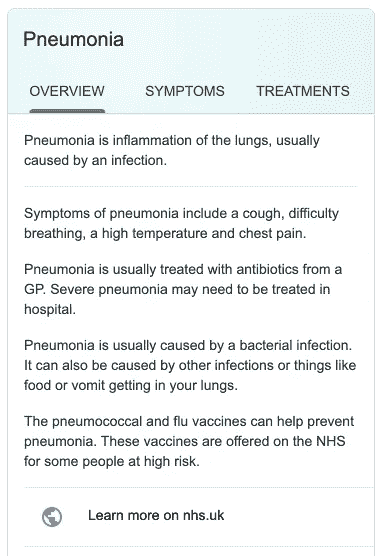 Pneumonia
OVERVIEW SYMPTOMS TREATMENTS
Pneumonia is inflammation of the lungs, usually
caused by an infection.
Symptoms of pneumonia include a cough, difficulty
breathing, a high temperature and chest pain.
Pneumonia is usually treated with antibiotics from a
GP. Severe pneumonia may need to be treated in
hospital.
Pneumonia is usually caused by a bacterial infection.
It can also be caused by other infections or things like
food or vomit getting in your lungs.
The pneumococcal and flu vaccines can help prevent
pneumonia. These vaccines are offered on the NHS
for some people at high risk.
Learn more on nhs.uk